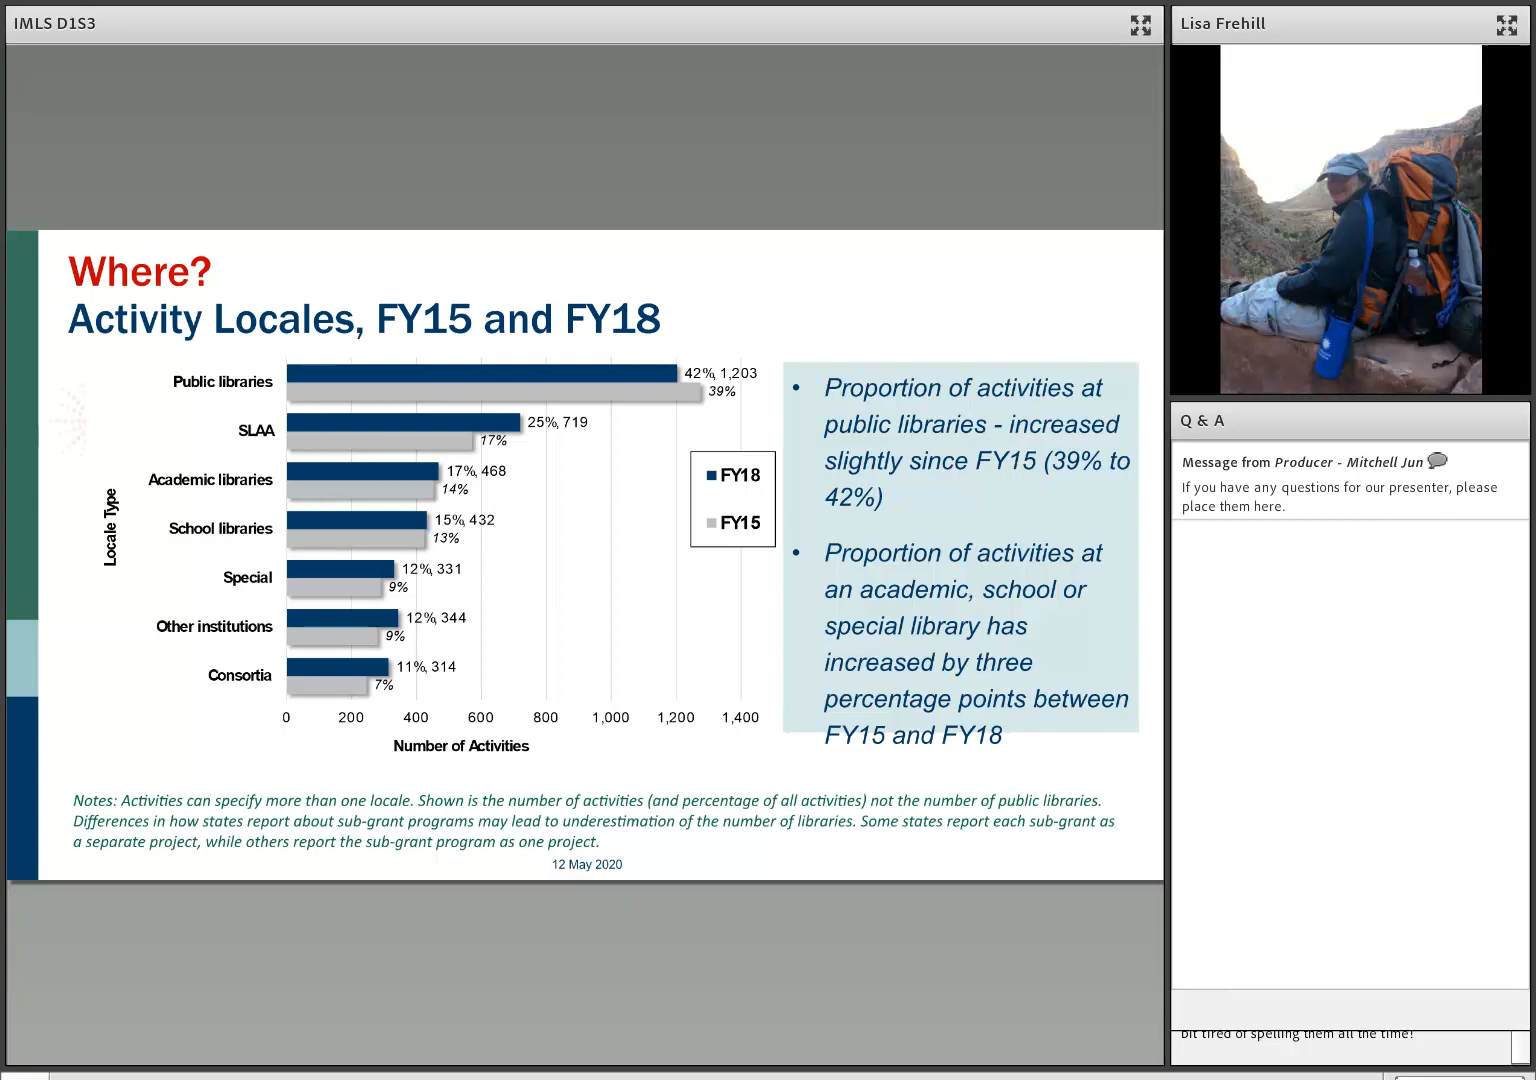 IMLS D1S3
Where?
Activity Locales, FY15 and FY18
Locale Type
Public libraries
42%, 1,203
39%
SLAA
25%, 719
17%
Academic libraries
17%, 468
14%
School libraries
15%, 432
13%
Special
12%, 331
9%
Other institutions
12%, 344
9%
Consortia
11%, 314
7%
0 200 400 600 800 1,000 1,200 1,400
Number of Activities
FY18
FY15
• Proportion of activities at
public libraries - increased
slightly since FY15 (39% to
42%)
• Proportion of activities at
an academic, school or
special library has
increased by three
percentage points between
FY15 and FY18
Notes: Activities can specify more than one locale. Shown is the number of activities (and percentage of all activities) not the number of public libraries.
Differences in how states report about sub-grant programs may lead to underestimation of the number of libraries. Some states report each sub-grant as
a separate project, while others report the sub-grant program as one project.
12 May 2020
Lisa Frehill
Q & A
Message from Producer - Mitchell Jun
If you have any questions for our presenter, please
place them here.
bit tired of spelling them all the time!